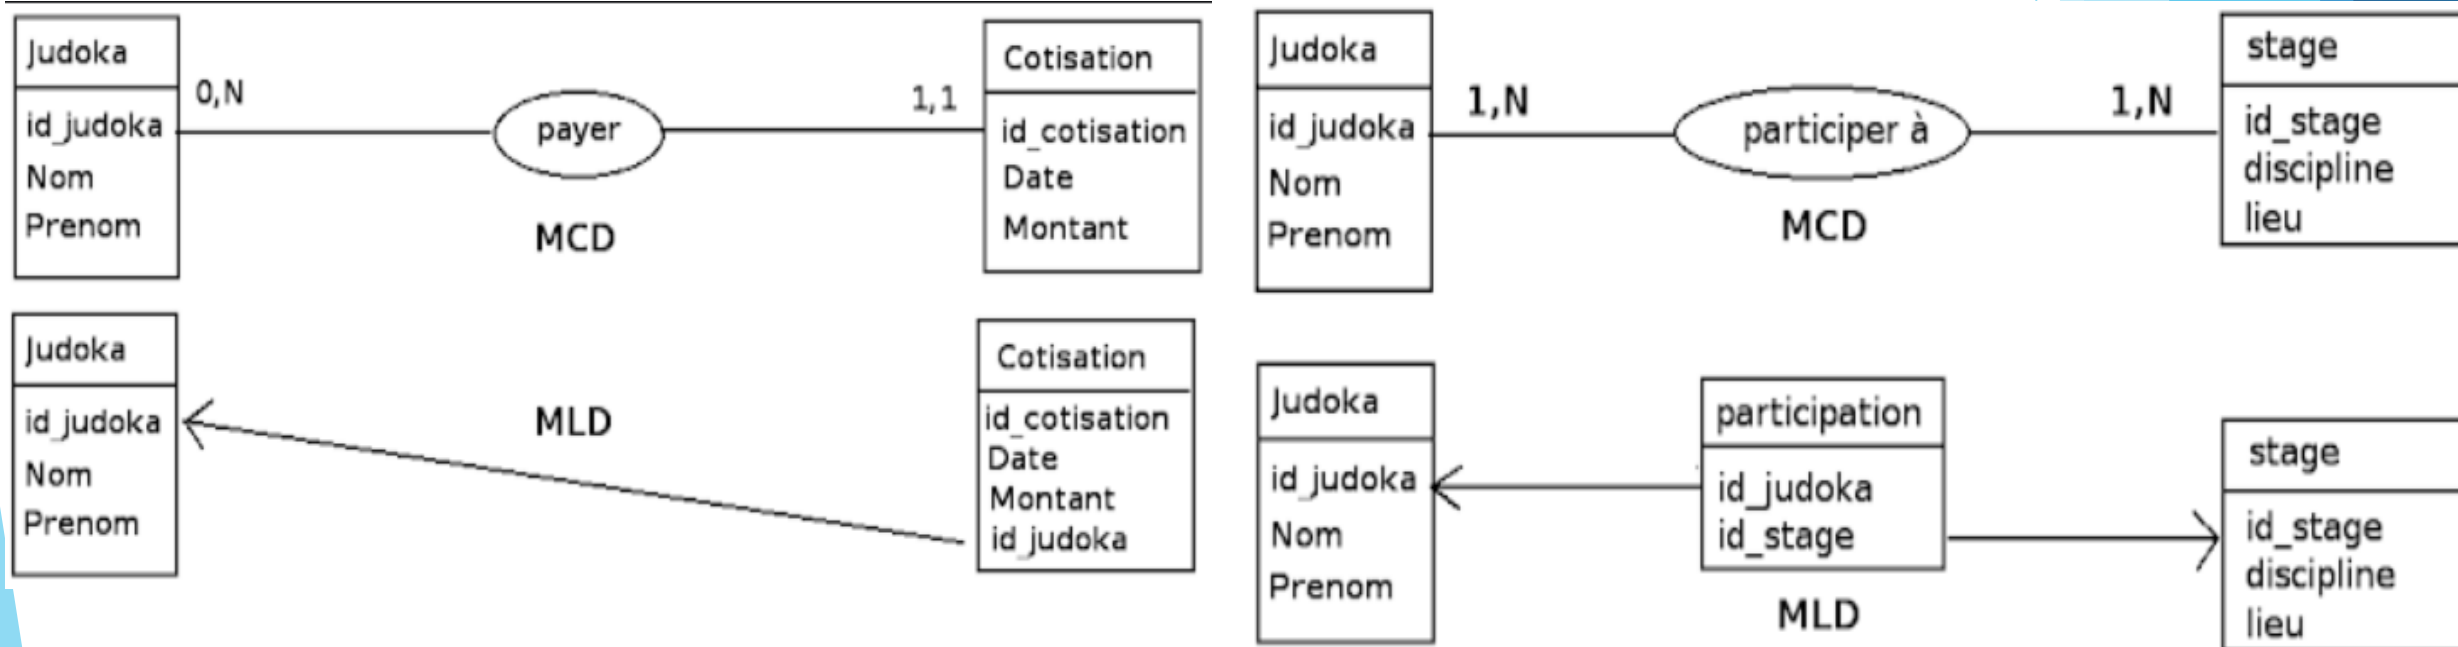 Judoka
id_judoka
Nom
Prenom
0,N
payer
1,1
MCD
Cotisation
id_cotisation
Date
Montant
Judoka
id_judoka
Nom
Prenom
MLD
Cotisation
id_cotisation
Date
Montant
id_judoka
Judoka
id_judoka
Nom
Prenom
1,N
participer à
1,N
MCD
stage
id_stage
discipline
lieu
Judoka
id_judoka
Nom
Prenom
participation
id_judoka
id_stage
MLD
stage
id_stage
discipline
lieu